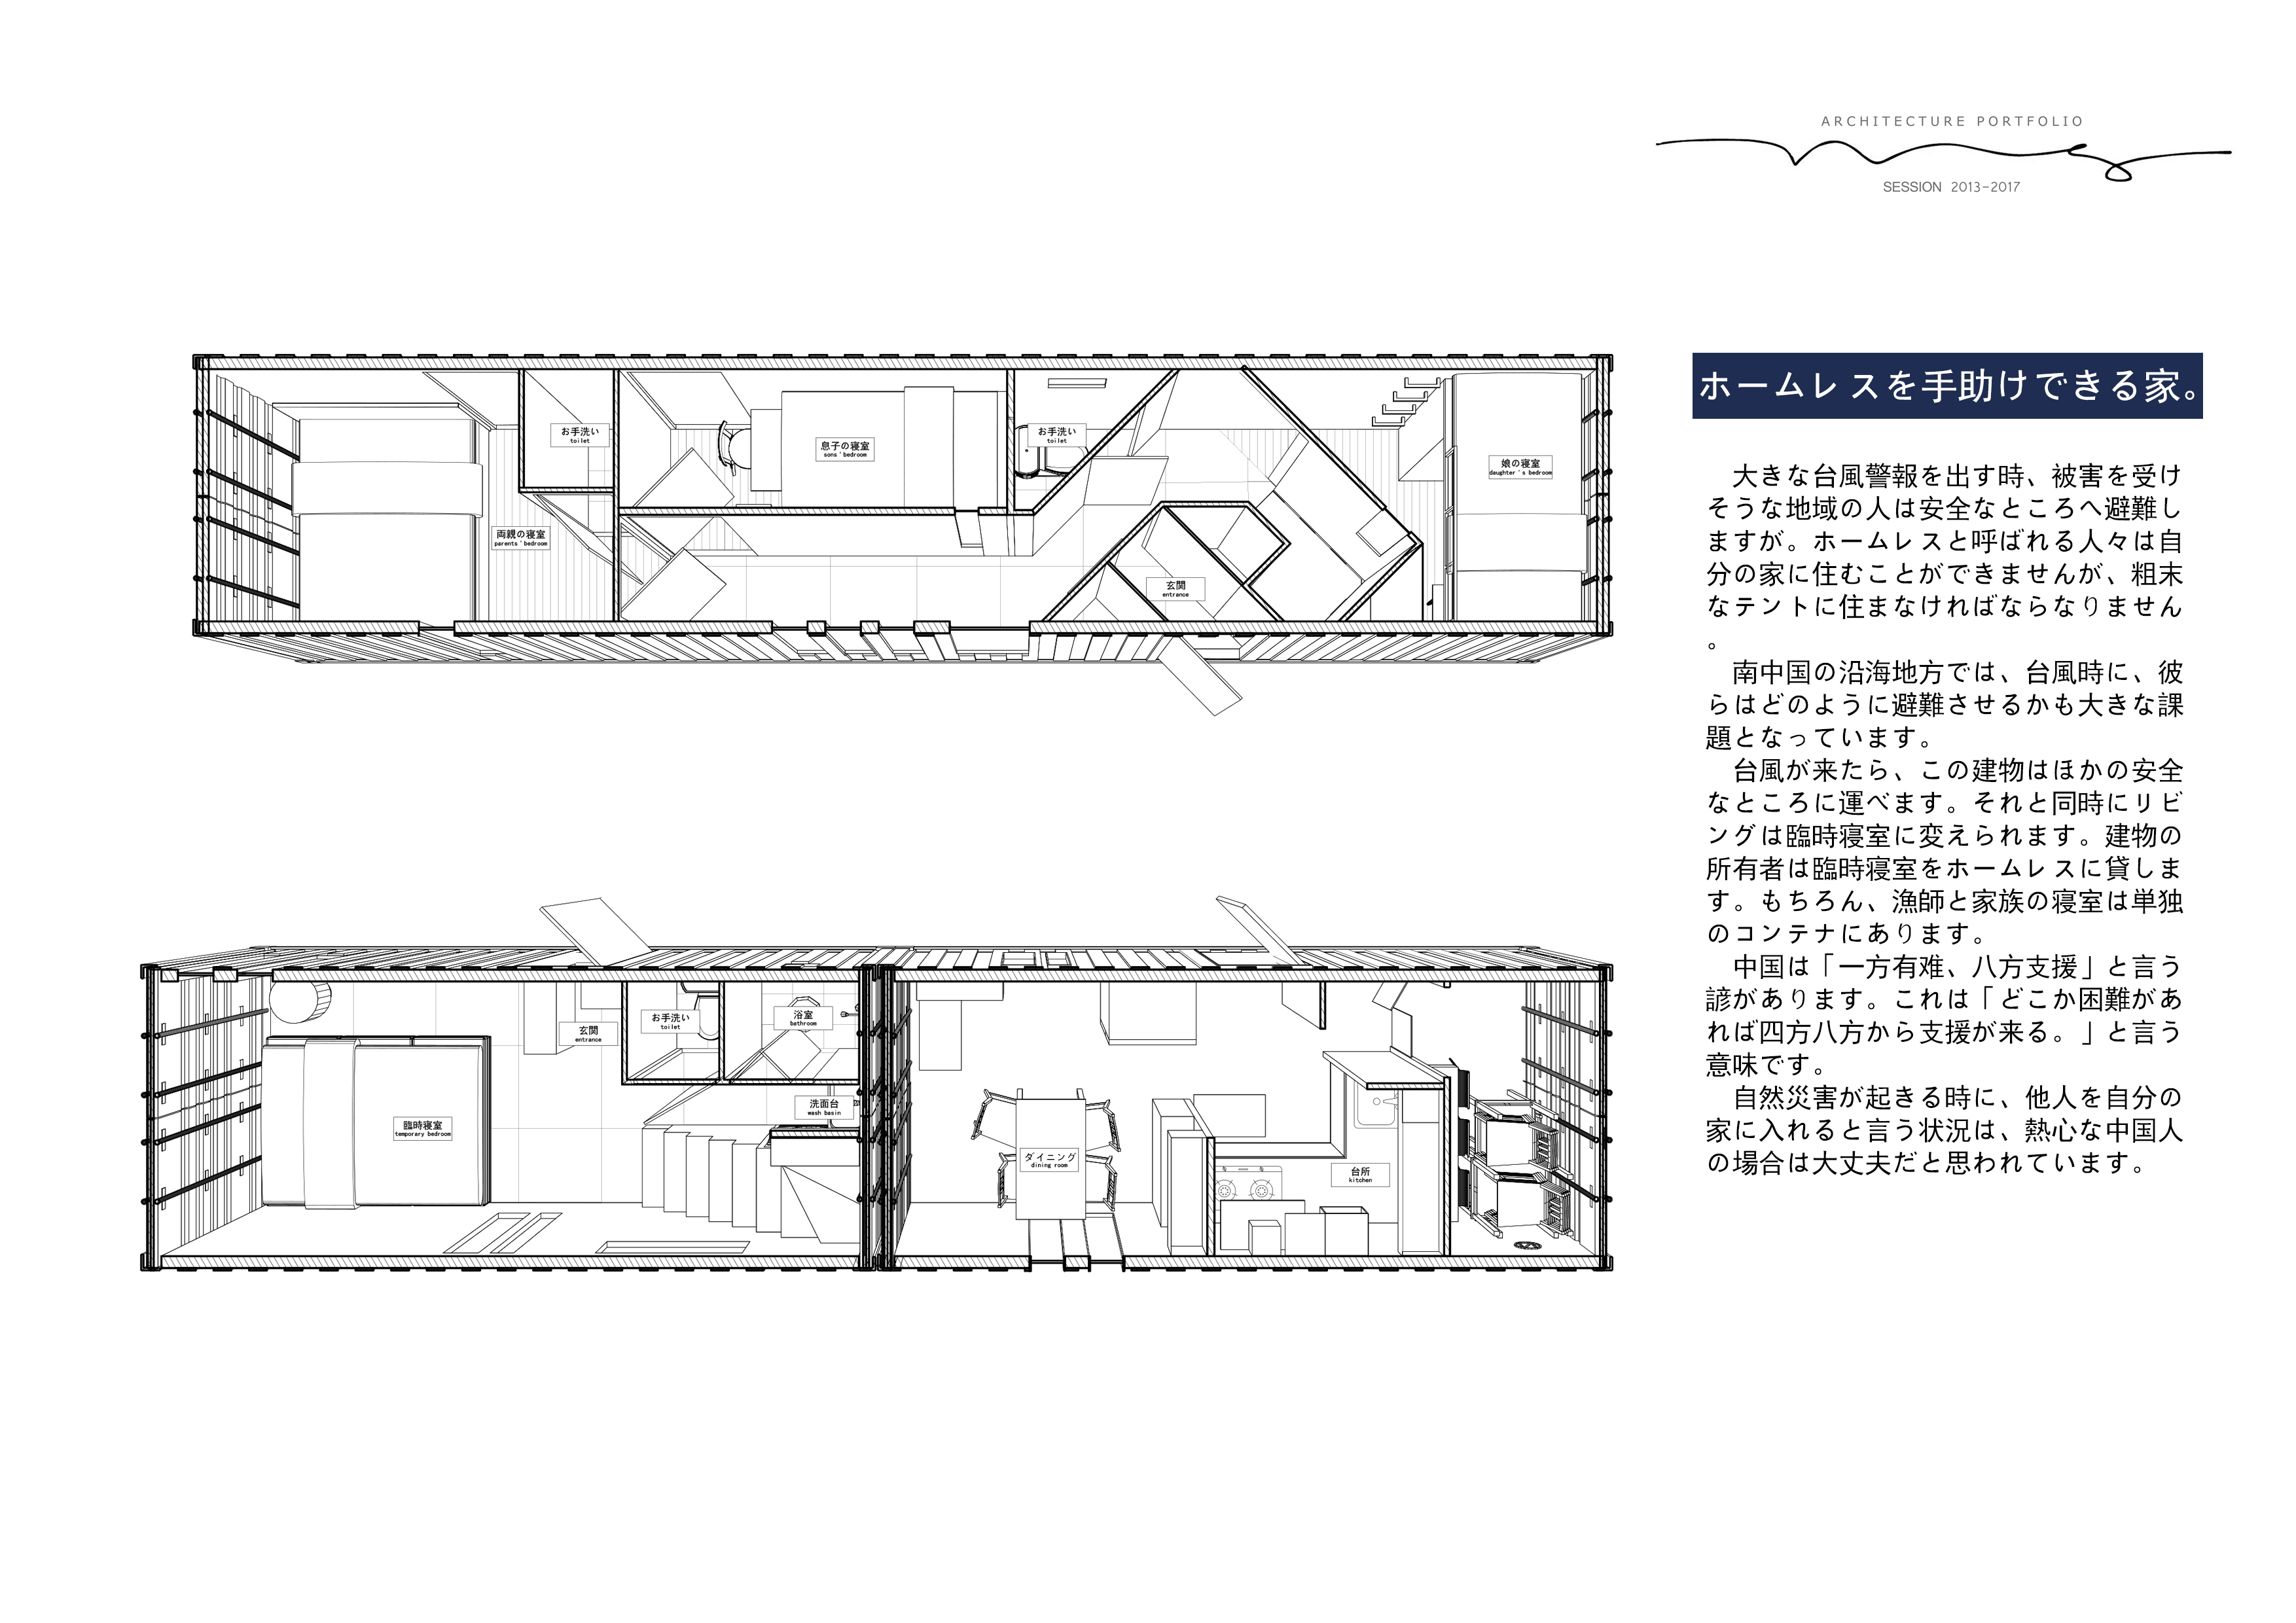 ARCHITECTURE PORTFOLIO
SESSION 2013-2017
ホームレスを手助けできる家。
大きな台風警報を出す時、被害を受け
そうな地域の人は安全なところへ避難し
ますが。ホームレスと呼ばれる人々は自
分の家に住むことができませんが、粗末
なテントに住まなければならなりません
。
南中国の沿海地方では、台風時に、彼
らはどのように避難させるかも大きな課
題となっています。
台風が来たら、この建物はほかの安全
なところに運べます。それと同時にリビ
ングは臨時寝室に変えられます。建物の
所有者は臨時寝室をホームレスに貸しま
す。もちろん、漁師と家族の寝室は単独
のコンテナにあります。
中国は「一方有难、八方支援」と言う
諺があります。これは「どこか困難があ
れば四方八方から支援が来る。」と言う
意味です。
自然災害が起きる時に、他人を自分の
家に入れると言う状況は、熱心な中国人
の場合は大丈夫だと思われています。
お手洗い
toilet
両親の寝室
parents' bedroom
息子の寝室
sons' bedroom
お手洗い
toilet
玄関
entrance
娘の寝室
daughter's bedroom
臨時寝室
temporary bedroom
玄関
entrance
お手洗い
toilet
浴室
bathroom
洗面台
wash basin
ダイニング
dining room
台所
kitchen